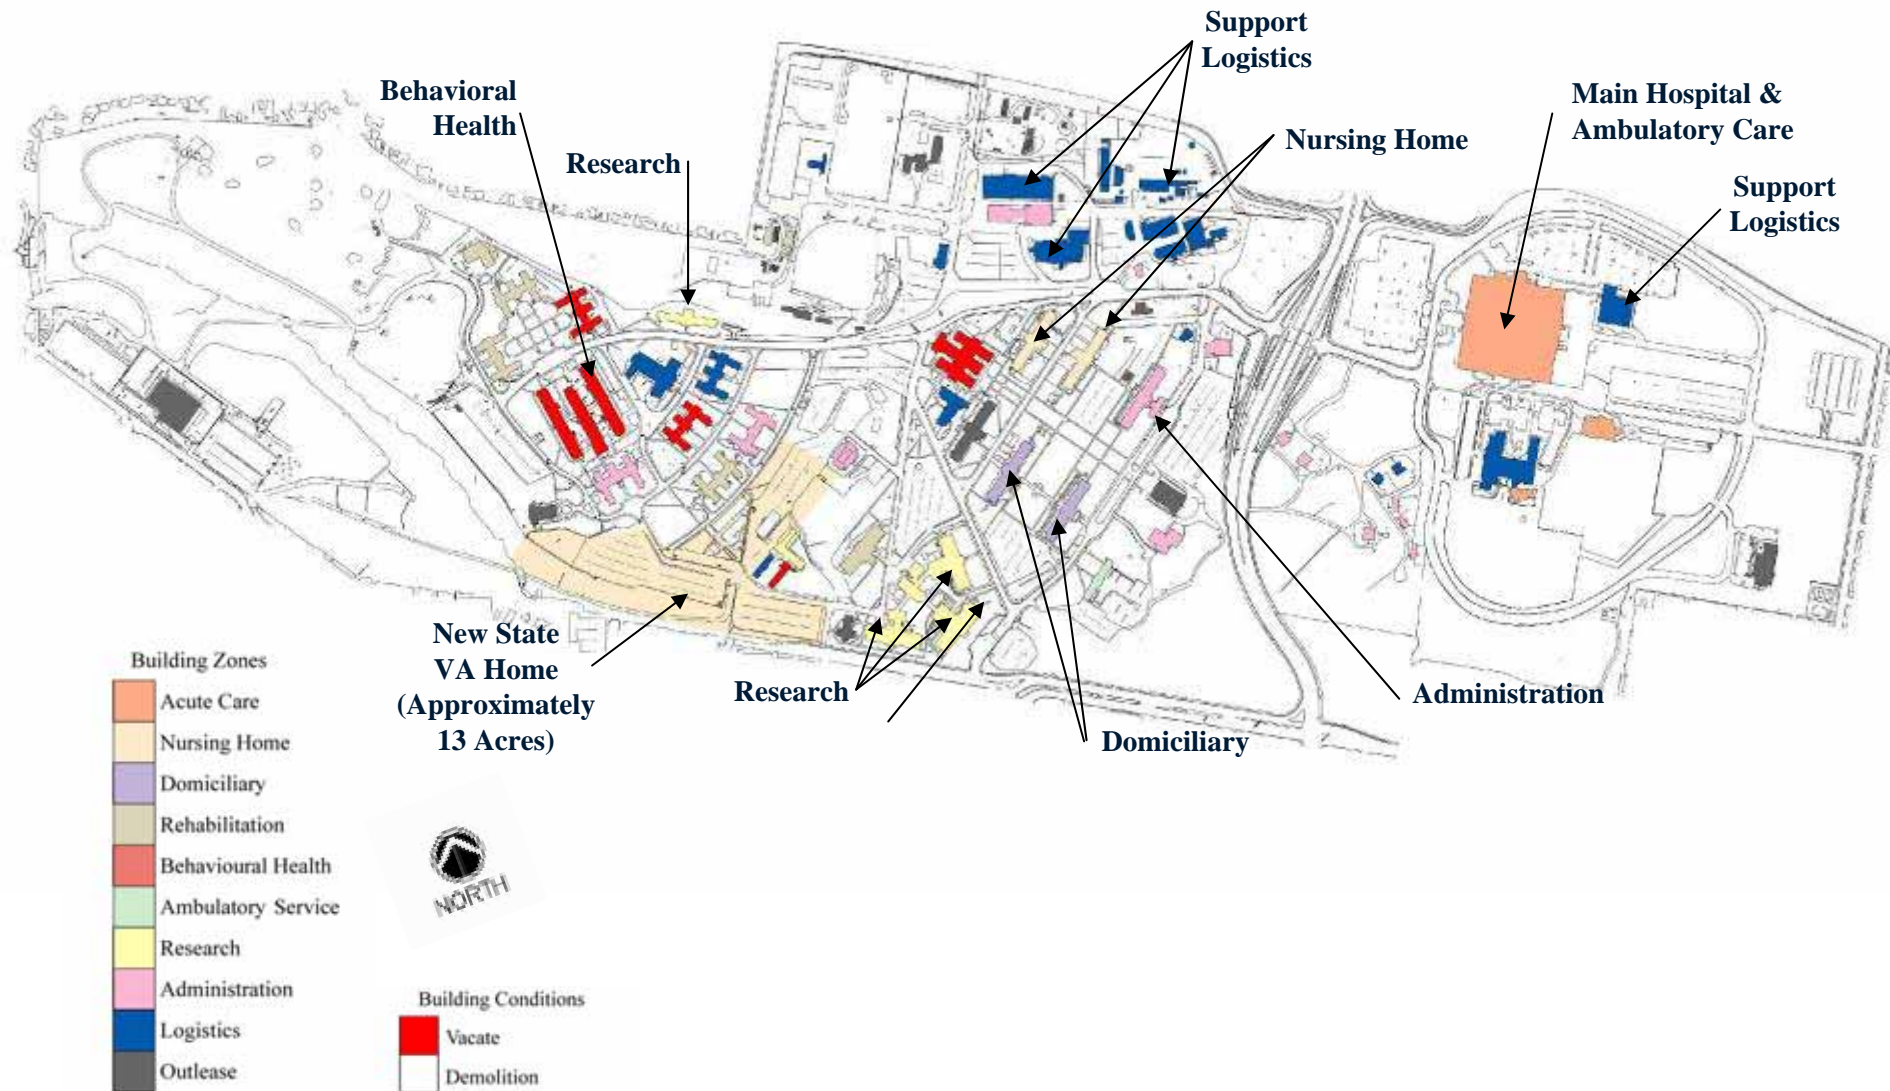 Support
Logistics
Behavioral
Health
Main Hospital &
Ambulatory Care
Nursing Home
Research
Support
Logistics
New State
VA Home
(Approximately
13 Acres)
Research
Administration
Domiciliary
Building Zones
Acute Care
Nursing Home
Domiciliary
Rehabilitation
Behavioural Health
Ambulatory Service
Research
Administration
Logistics
Outlease
NORTH
Building Conditions
Vacate
Demolition